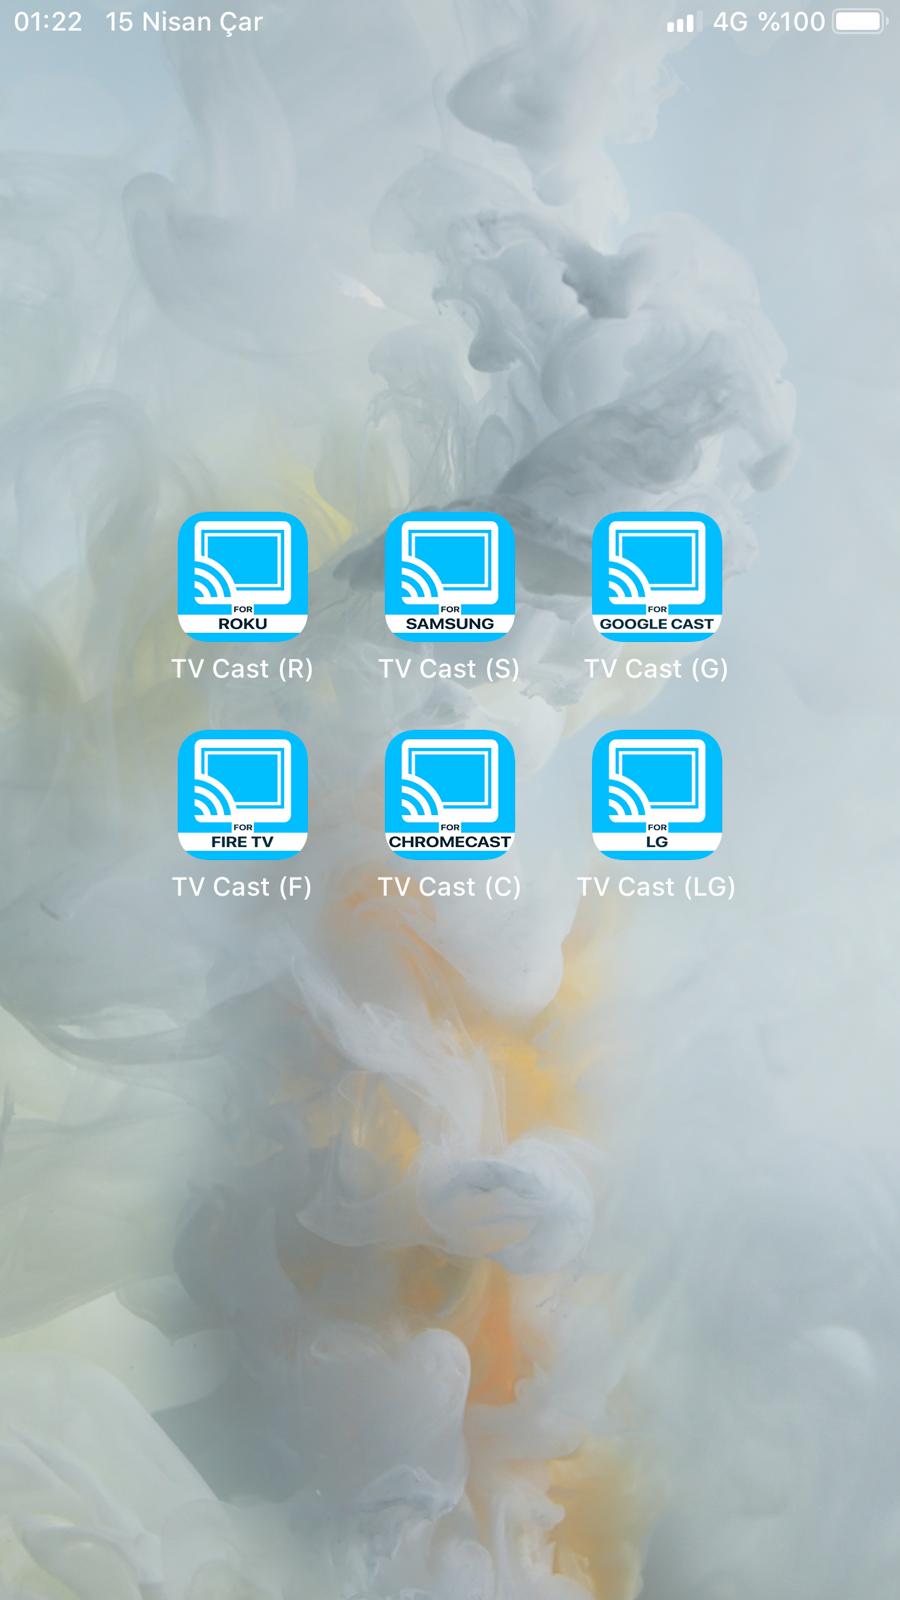 01:22 15 Nisan Çar 4G %100
FOR
ROKU
TV Cast (R)
FOR
SAMSUNG
TV Cast (S)
FOR
GOOGLE CAST
TV Cast (G)
FOR
FIRE TV
TV Cast (F)
FOR
CHROMECAST
TV Cast (C)
FOR
LG
TV Cast (LG)